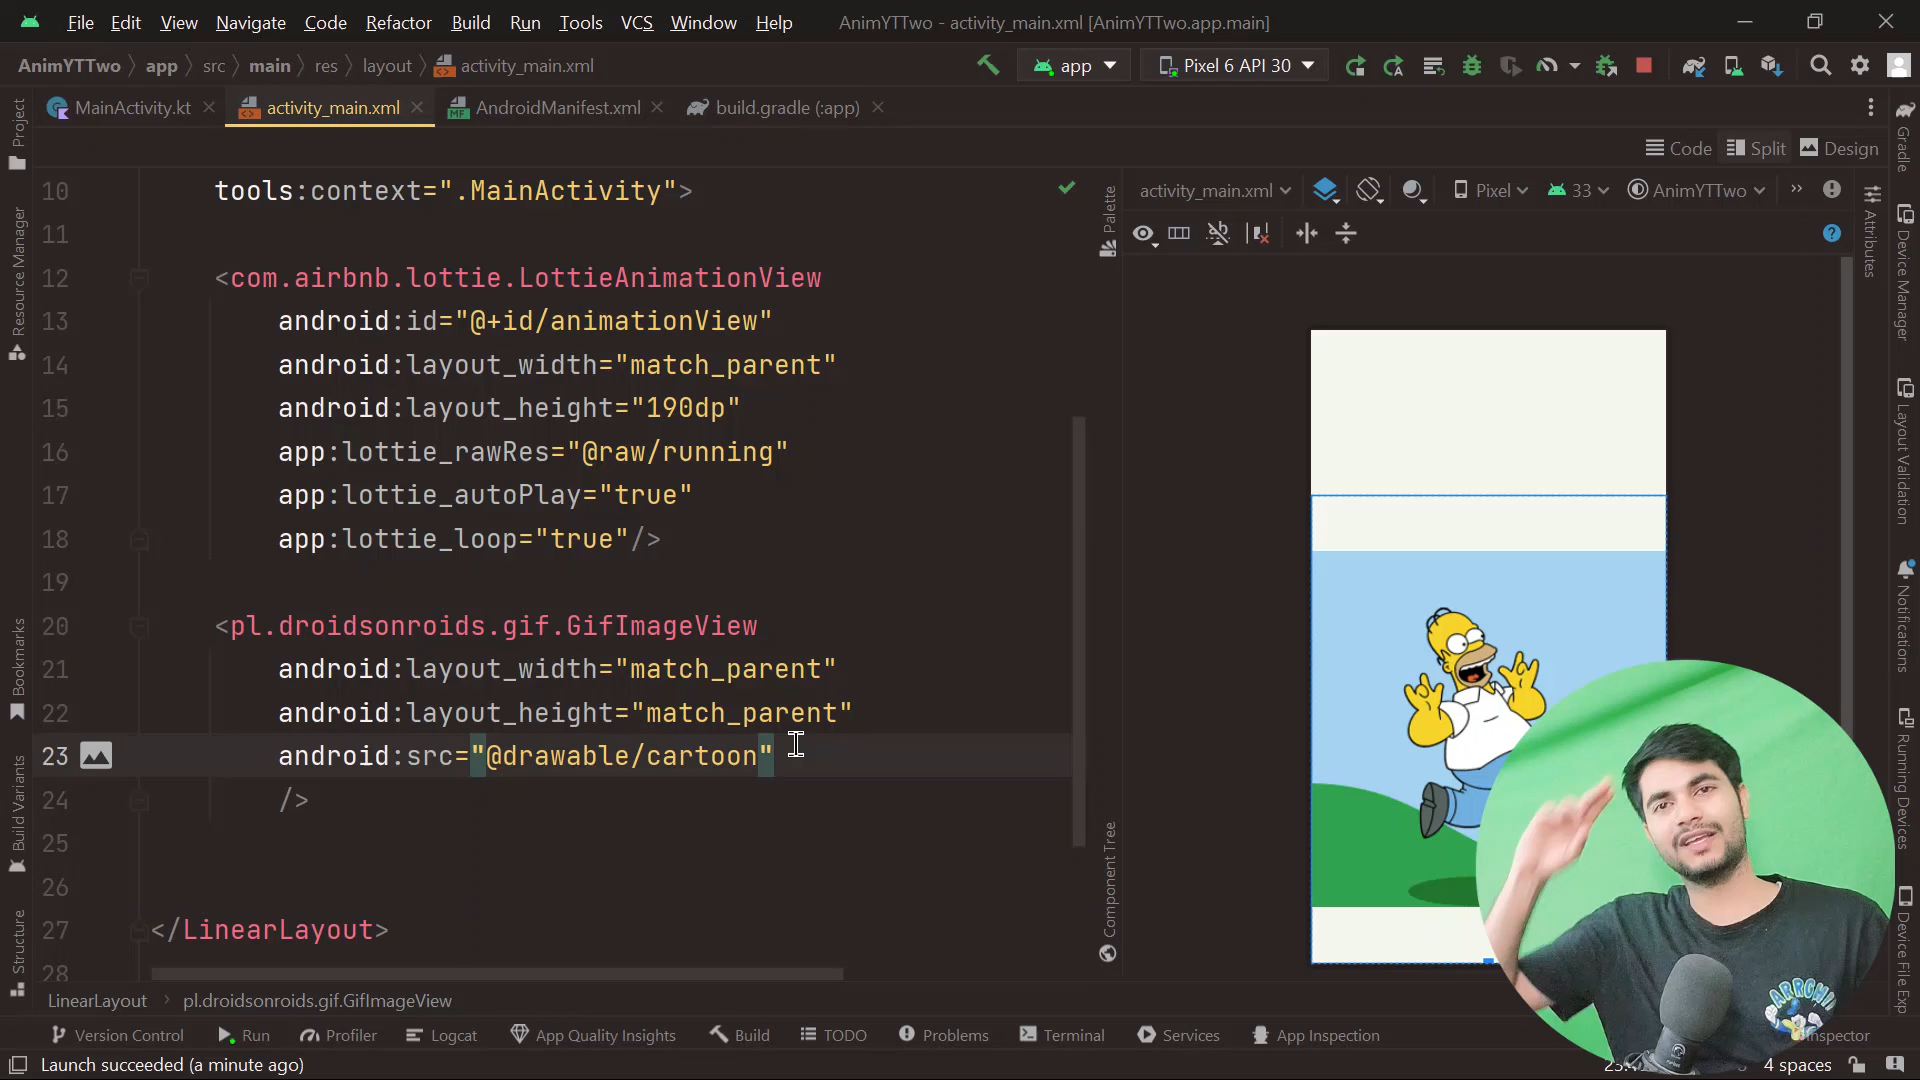 File Edit View Navigate Code Refactor Build Run Tools VCS Window Help AnimYTTwo - activity_main.xml [AnimYTTwo.app.main]
AnimYTTwo app src main res layout activity_main.xml app Pixel 6 API 30
MainActivity.kt activity_main.xml AndroidManifest.xml build.gradle (:app)
Code Split Design
activity_main.xml Pixel 33 AnimYTTwo
10 tools:context=".MainActivity">
11
12 <com.airbnb.lottie.LottieAnimationView
13 android:id="@+id/animationView"
14 android:layout_width="match_parent"
15 android:layout_height="190dp"
16 app:lottie_rawRes="@raw/running"
17 app:lottie_autoPlay="true"
18 app:lottie_loop="true"/>
19
20 <pl.droidsonroids.gif.GifImageView
21 android:layout_width="match_parent"
22 android:layout_height="match_parent"
23 android:src="@drawable/cartoon"
24 />
25
26
27 </LinearLayout>
28
LinearLayout pl.droidsonroids.gif.GifImageView
Version Control Run Profiler Logcat App Quality Insights Build TODO Problems Terminal Services App Inspection Inspector
Launch succeeded (a minute ago) 4 spaces
Project
Resource Manager
Bookmarks
Build Variants
Structure
Palette
Component Tree
Attributes
Gradle
Device Manager
Layout Validation
Notifications
Running Devices
Device File Exp
ARRGH!!